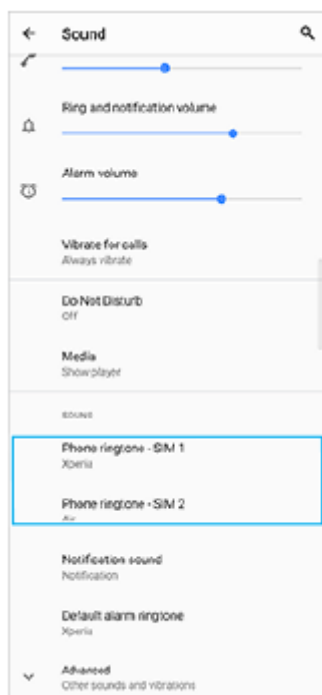 Sound
Ring and notification volume
Alarm volume
Vibrate for calls
Always vibrate
Do Not Disturb
Off
Media
Show player
SOUND
Phone ringtone - SIM 1
Xperia
Phone ringtone - SIM 2
Air
Notification sound
Notification
Default alarm ringtone
Xperia
Advanced
Other sounds and vibrations